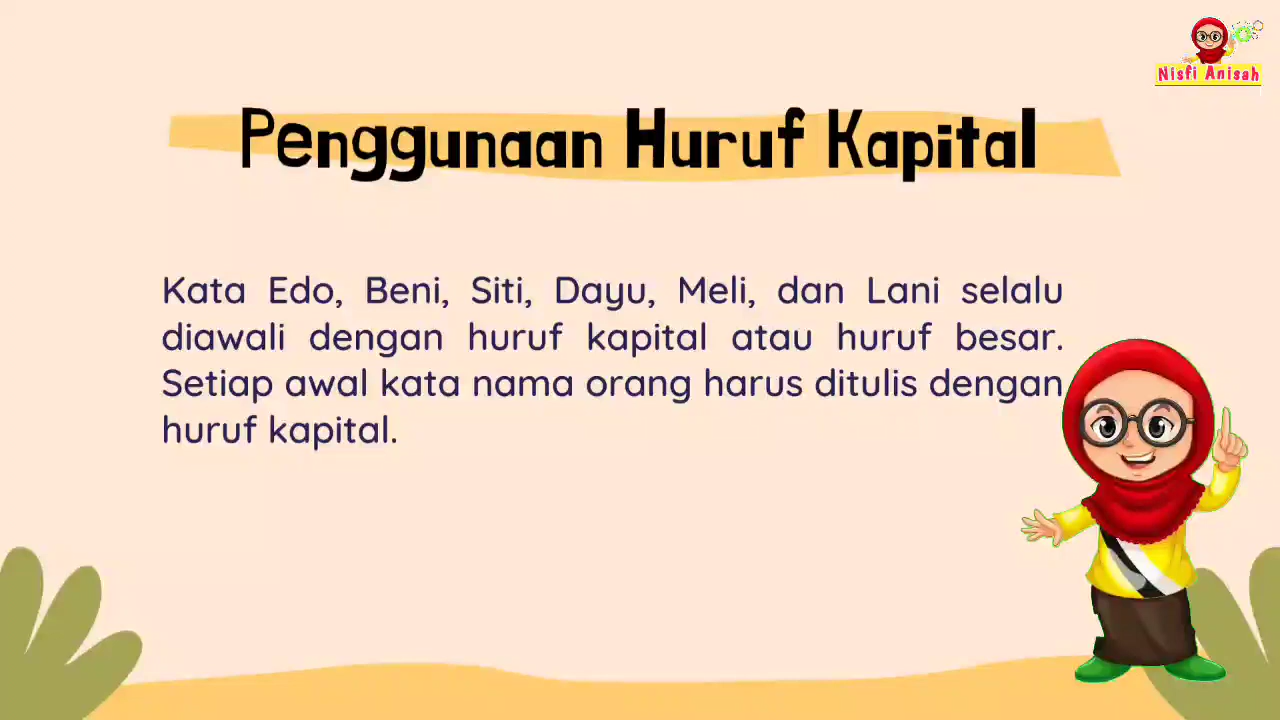 Nisfi Anisah
Penggunaan Huruf Kapital
Kata Edo, Beni, Siti, Dayu, Meli, dan Lani selalu
diawali dengan huruf kapital atau huruf besar.
Setiap awal kata nama orang harus ditulis dengan
huruf kapital.